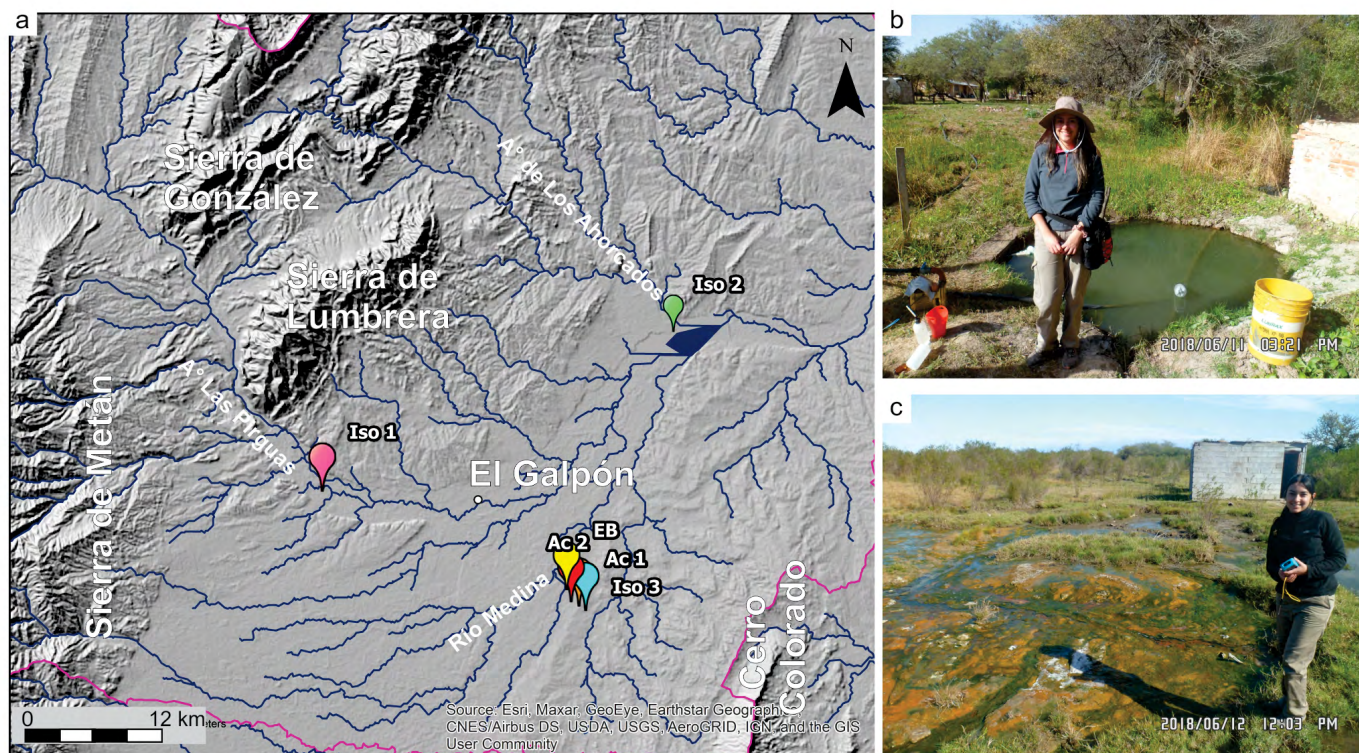 a
N
Sierra de
González
A° de Los Ahorcados
Sierra de
Lumbrera
Iso 2
A° Las Pirguas
Iso 1
Sierra de Metán
El Galpón
EB
Ac 2
Ac 1
Iso 3
Río Medina
Cerro
Colorado
0 12 km
Source: Esri, Maxar, GeoEye, Earthstar Geographic
CNES/Airbus DS, USDA, USGS, AeroGRID, IGN, and the GIS
User Community
b
2018/06/11 03:21 PM
c
2018/06/12 12:03 PM